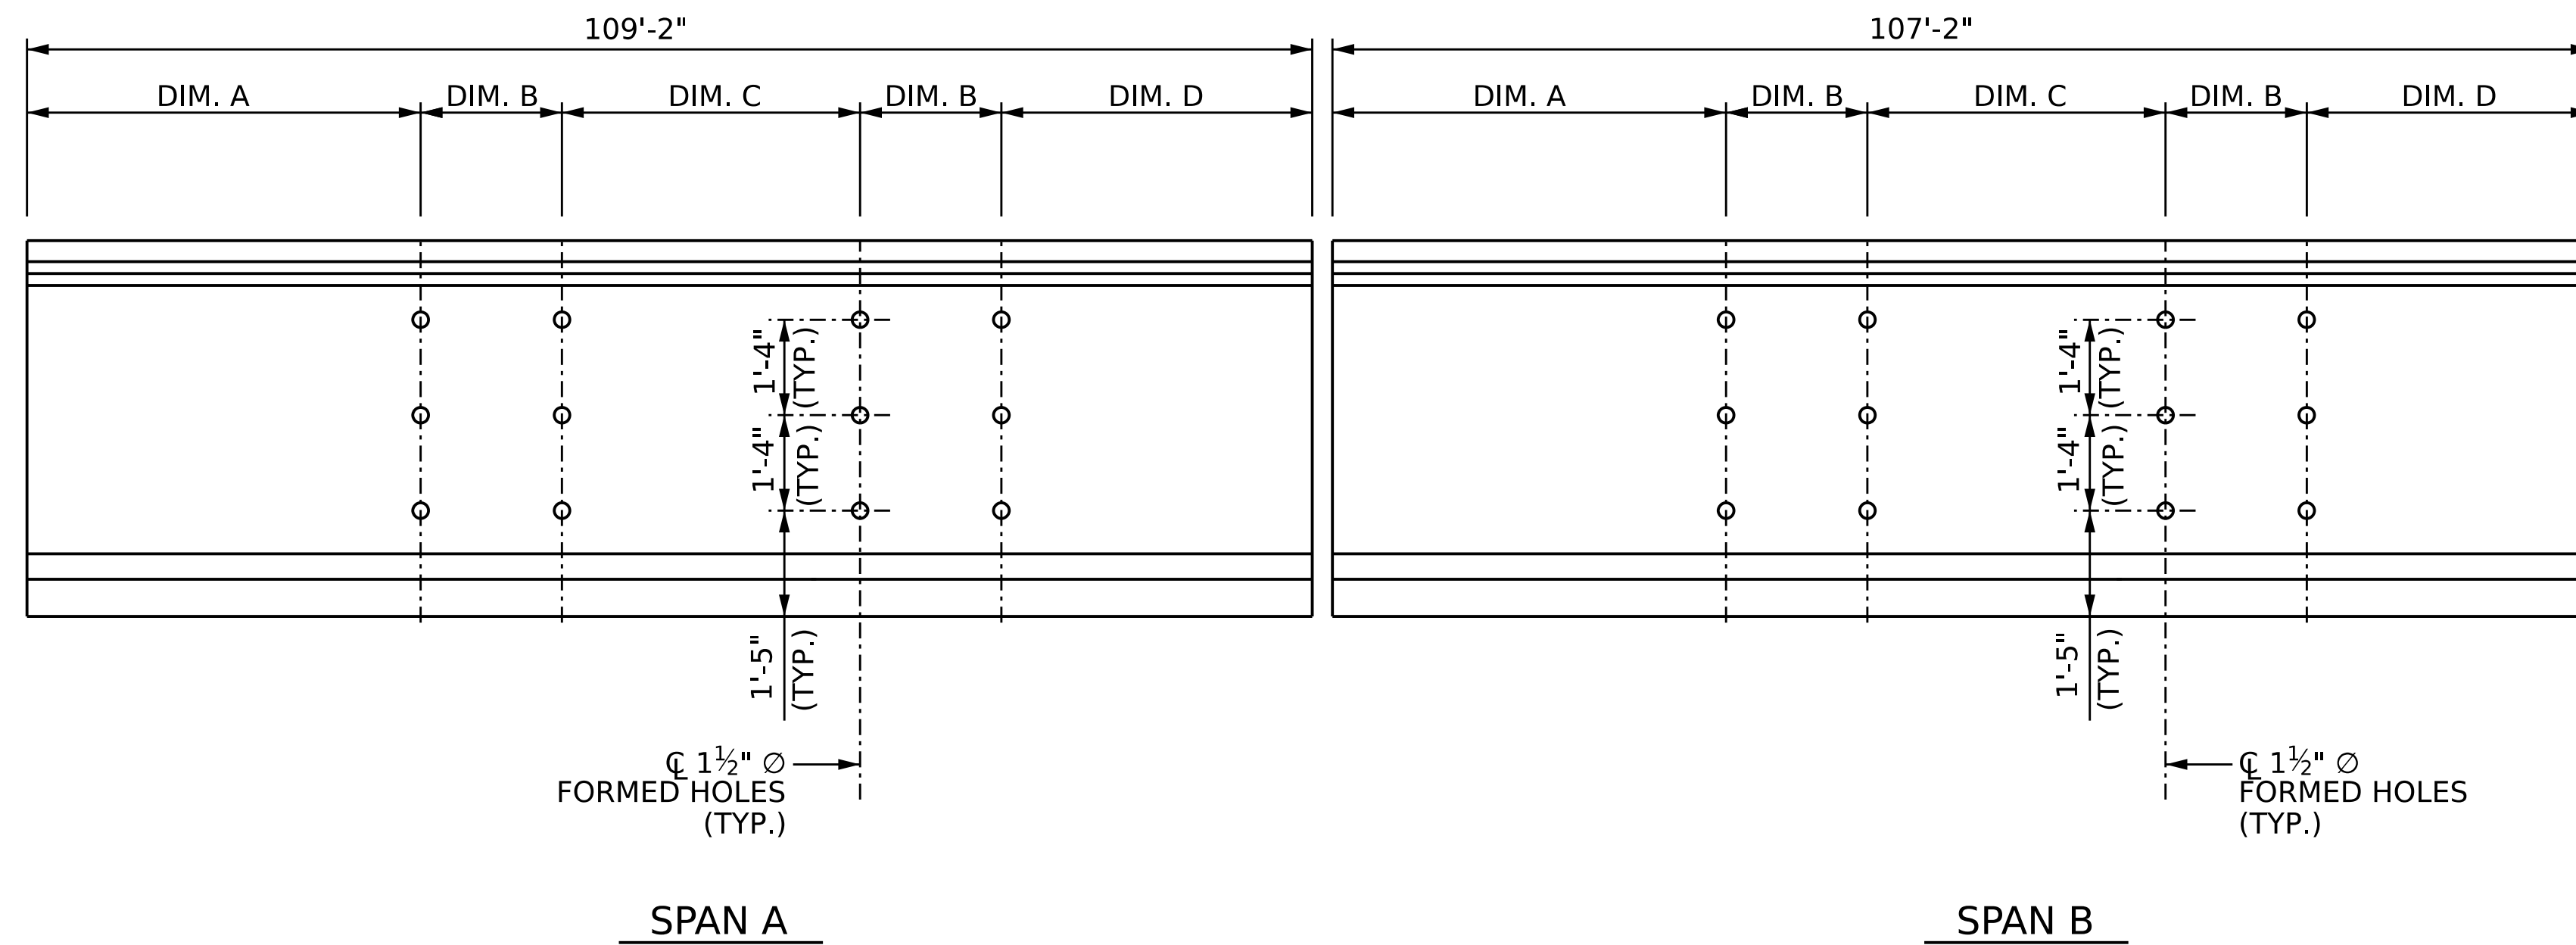 109'-2"
107'-2"
DIM. A
DIM. B
DIM. C
DIM. B
DIM. D
DIM. A
DIM. B
DIM. C
DIM. B
DIM. D
1'-4"
(TYP.)
1'-4"
(TYP.)
1'-5"
(TYP.)
1'-4"
(TYP.)
1'-4"
(TYP.)
1'-5"
(TYP.)
℄ 1½" ∅
FORMED HOLES
(TYP.)
℄ 1½" ∅
FORMED HOLES
(TYP.)
SPAN A
SPAN B